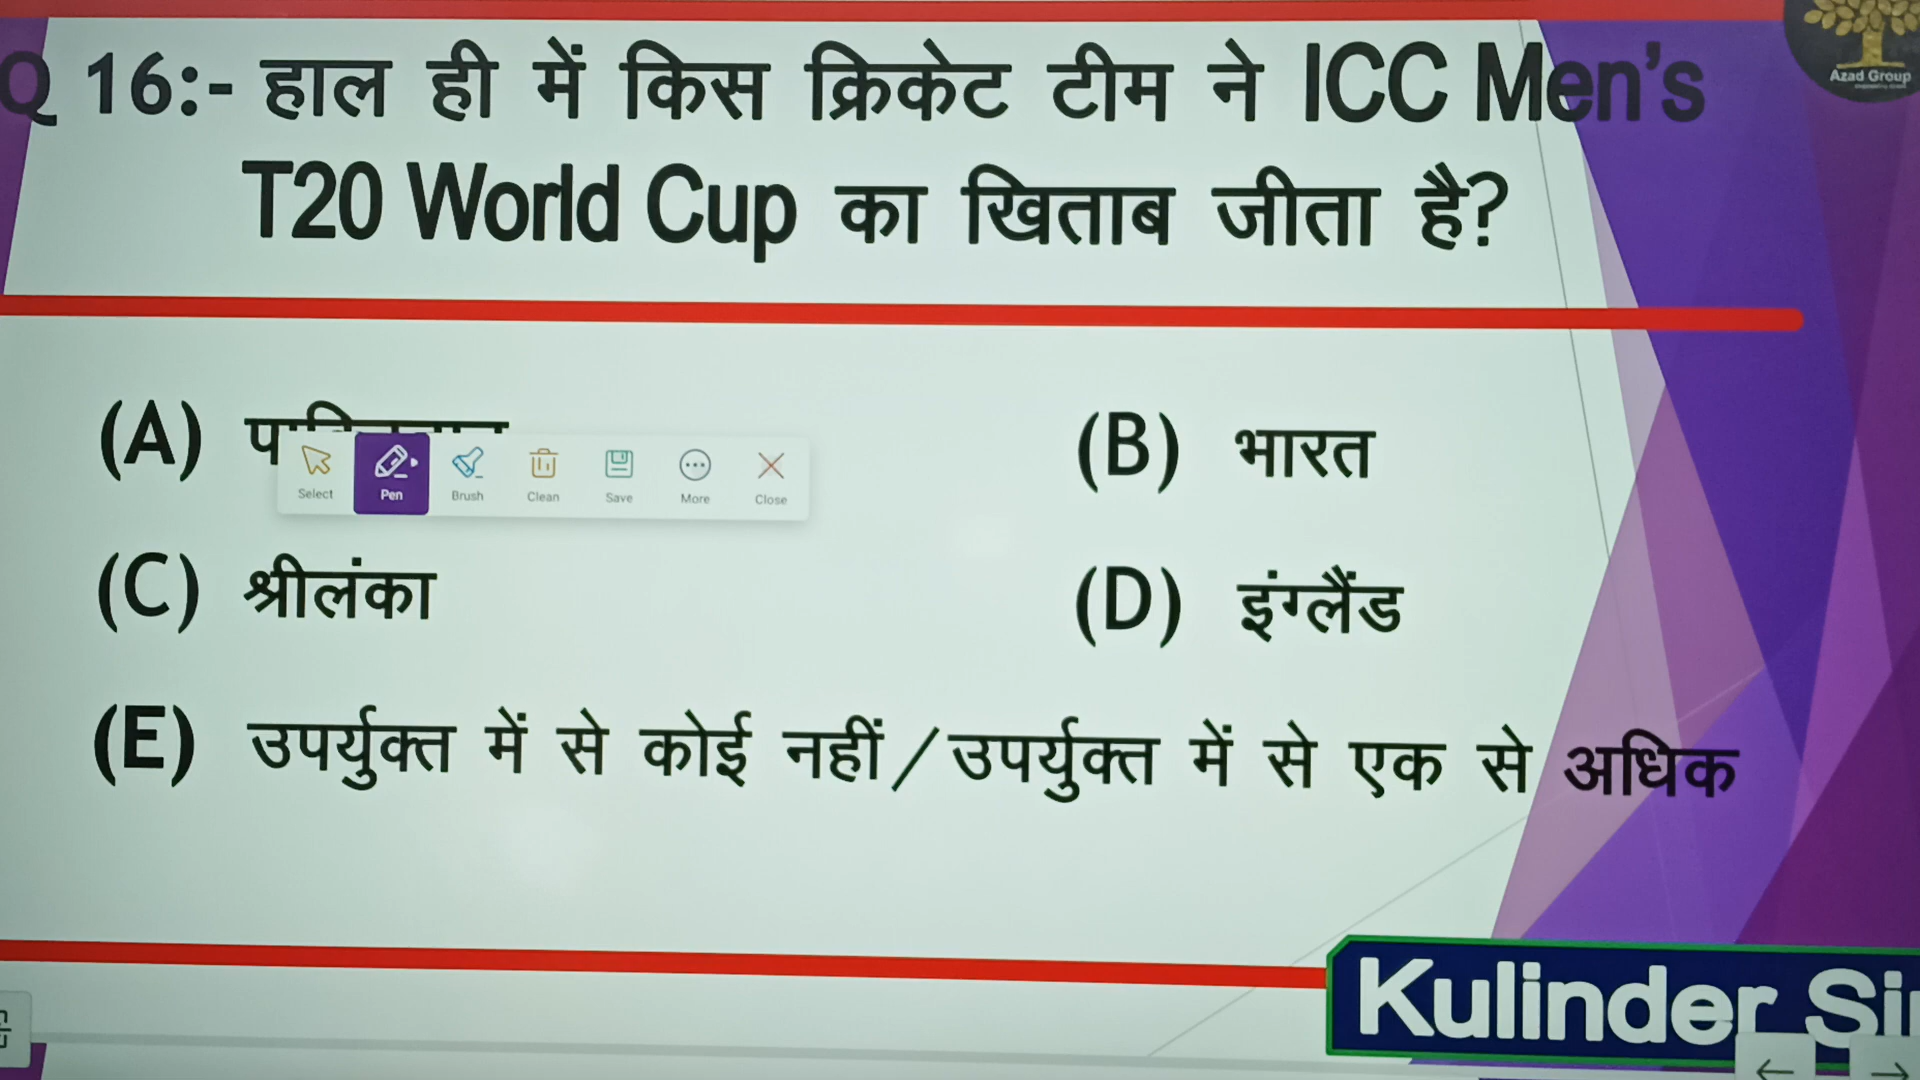 Azad Group
Q 16:- हाल ही में किस क्रिकेट टीम ने ICC Men's
T20 World Cup का खिताब जीता है?
(A)
(B) भारत
Select Pen Brush Clean Save More Close
(C) श्रीलंका
(D) इंग्लैंड
(E) उपर्युक्त में से कोई नहीं/उपर्युक्त में से एक से अधिक
Kulinder